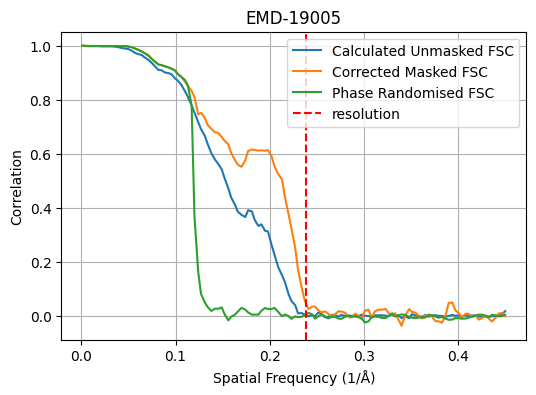 EMD-19005
Correlation
1.0
0.8
0.6
0.4
0.2
0.0
Calculated Unmasked FSC
Corrected Masked FSC
Phase Randomised FSC
resolution
0.0 0.1 0.2 0.3 0.4
Spatial Frequency (1/Å)